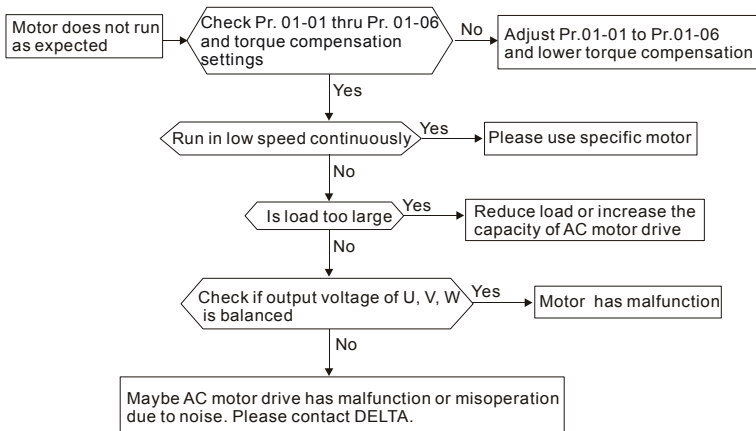 Motor does not run
as expected
Check Pr. 01-01 thru Pr. 01-06
and torque compensation
settings
No
Adjust Pr.01-01 to Pr.01-06
and lower torque compensation
Yes
Run in low speed continuously
Yes
Please use specific motor
No
Is load too large
Yes
Reduce load or increase the
capacity of AC motor drive
No
Check if output voltage of U, V, W
is balanced
Yes
Motor has malfunction
No
Maybe AC motor drive has malfunction or misoperation
due to noise. Please contact DELTA.